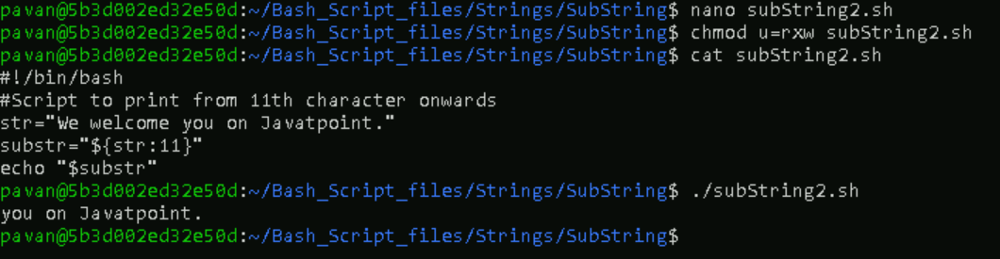 pavan@5b3d002ed32e50d:~/Bash_Script_files/Strings/SubString$ nano subString2.sh
pavan@5b3d002ed32e50d:~/Bash_Script_files/Strings/SubString$ chmod u=rxw subString2.sh
pavan@5b3d002ed32e50d:~/Bash_Script_files/Strings/SubString$ cat subString2.sh
#!/bin/bash
#Script to print from 11th character onwards
str="We welcome you on Javatpoint."
substr="${str:11}"
echo "$substr"
pavan@5b3d002ed32e50d:~/Bash_Script_files/Strings/SubString$ ./subString2.sh
you on Javatpoint.
pavan@5b3d002ed32e50d:~/Bash_Script_files/Strings/SubString$